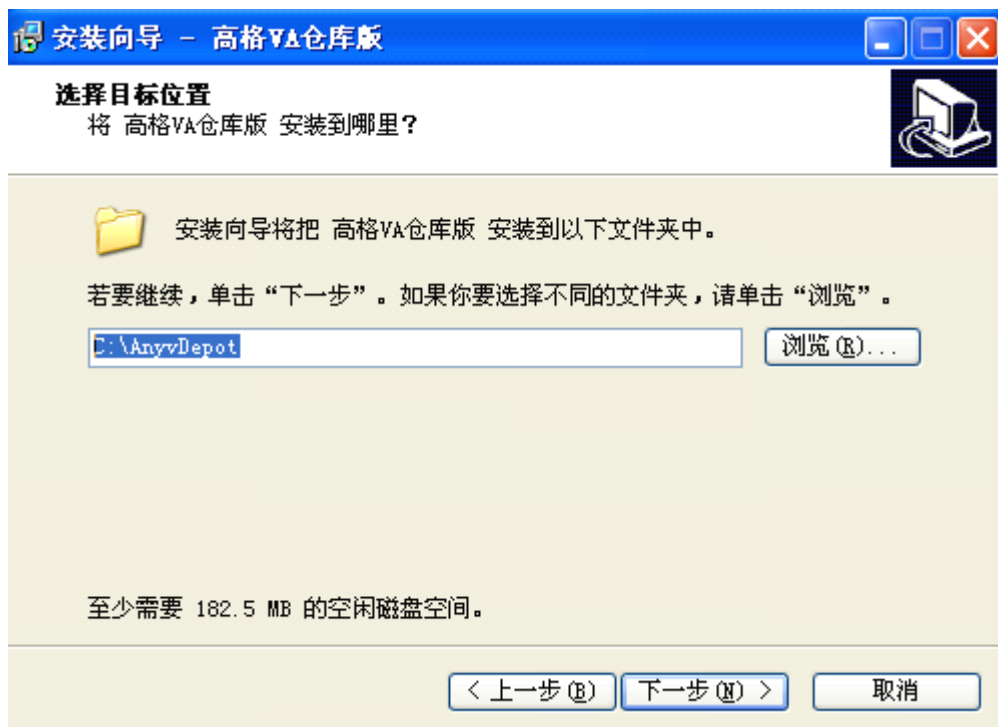 安装向导 - 高格VA仓库版
选择目标位置
将 高格VA仓库版 安装到哪里?
安装向导将把 高格VA仓库版 安装到以下文件夹中。
若要继续，单击“下一步”。如果你要选择不同的文件夹，请单击“浏览”。
C:\AnyvDepot
浏览(R)...
至少需要 182.5 MB 的空闲磁盘空间。
< 上一步(B) 下一步(N) > 取消